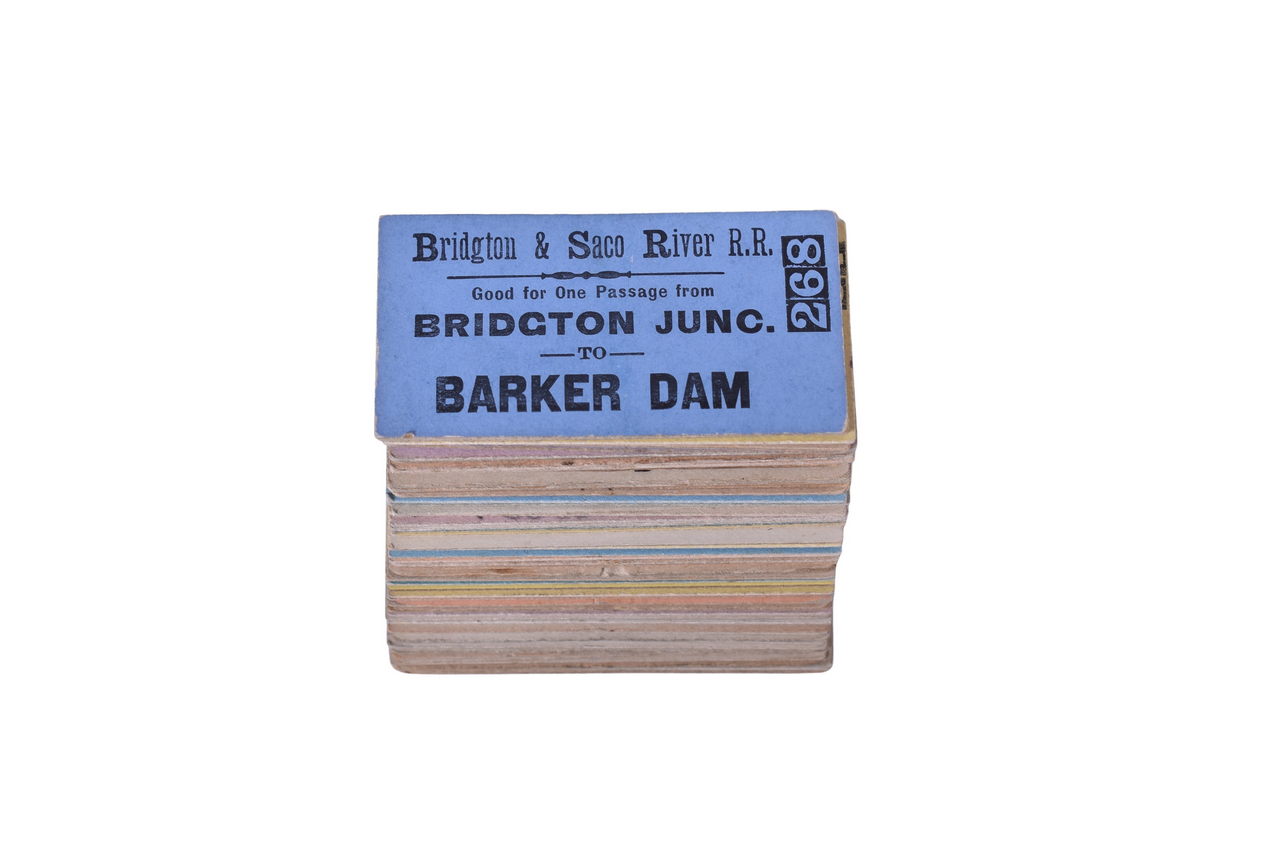 Bridgton & Saco River R.R.
Good for One Passage from
BRIDGTON JUNC.
TO
BARKER DAM
268